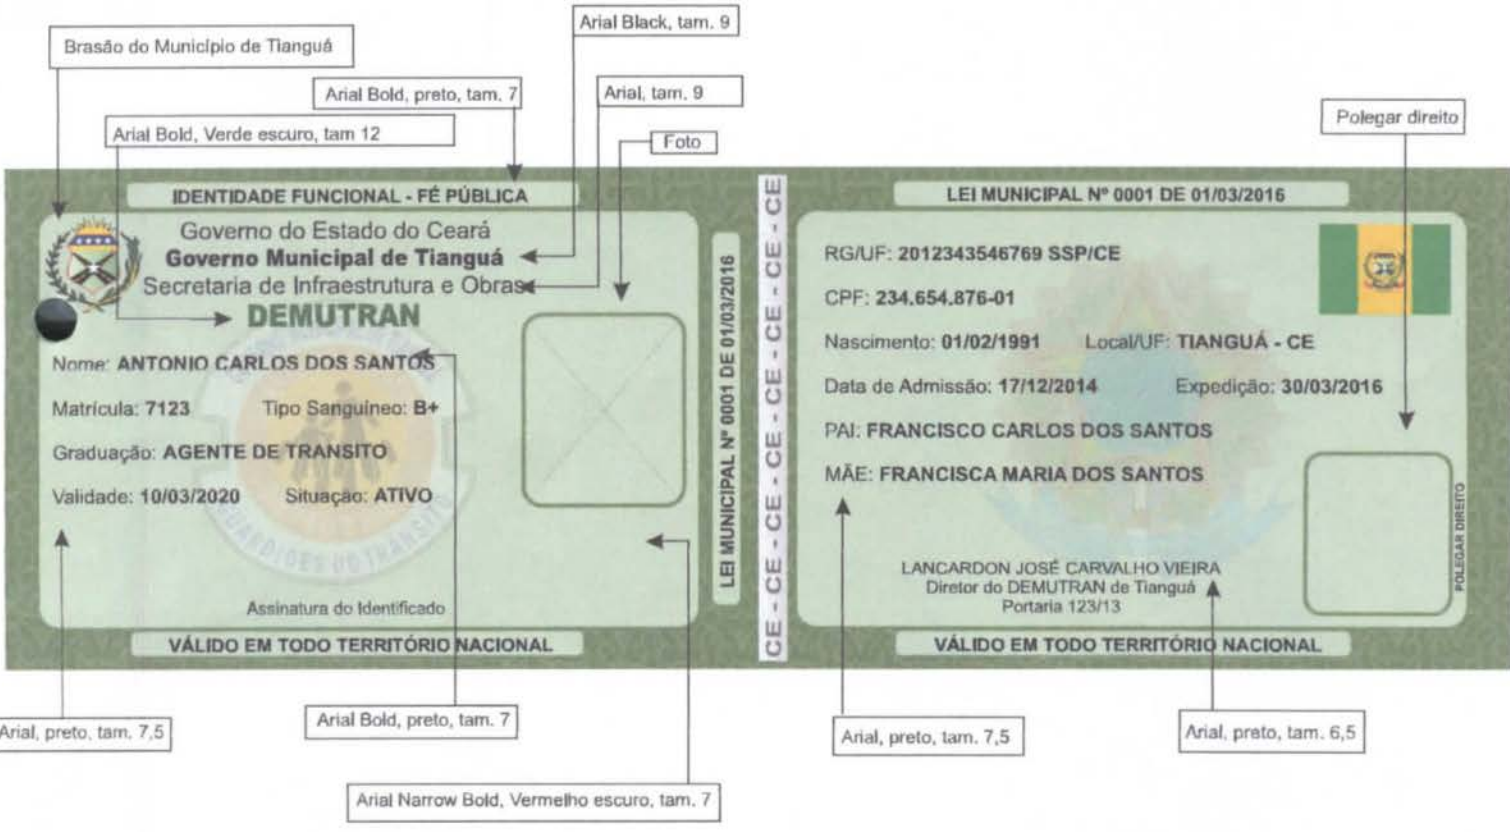 Arial Black, tam. 9
Brasão do Município de Tianguá
Arial Bold, preto, tam. 7
Arial, tam. 9
Polegar direito
Arial Bold, Verde escuro, tam 12
Foto
IDENTIDADE FUNCIONAL - FÉ PÚBLICA
Governo do Estado do Ceará
Governo Municipal de Tianguá
Secretaria de Infraestrutura e Obras
DEMUTRAN
Nome: ANTONIO CARLOS DOS SANTOS
Matrícula: 7123 Tipo Sanguíneo: B+
Graduação: AGENTE DE TRANSITO
Validade: 10/03/2020 Situação: ATIVO
GUARDIÕES DO TRANSITO
Assinatura do Identificado
VÁLIDO EM TODO TERRITÓRIO NACIONAL
LEI MUNICIPAL Nº 0001 DE 01/03/2016
CE - CE - CE - CE - CE - CE - CE - CE
LEI MUNICIPAL Nº 0001 DE 01/03/2016
RG/UF: 2012343546769 SSP/CE
CPF: 234.654.876-01
Nascimento: 01/02/1991 Local/UF: TIANGUÁ - CE
Data de Admissão: 17/12/2014 Expedição: 30/03/2016
PAI: FRANCISCO CARLOS DOS SANTOS
MÃE: FRANCISCA MARIA DOS SANTOS
LANCARDON JOSÉ CARVALHO VIEIRA
Diretor do DEMUTRAN de Tianguá
Portaria 123/13
POLEGAR DIREITO
VÁLIDO EM TODO TERRITÓRIO NACIONAL
Arial, preto, tam. 7,5
Arial Bold, preto, tam. 7
Arial, preto, tam. 7,5
Arial, preto, tam. 6,5
Arial Narrow Bold, Vermelho escuro, tam. 7